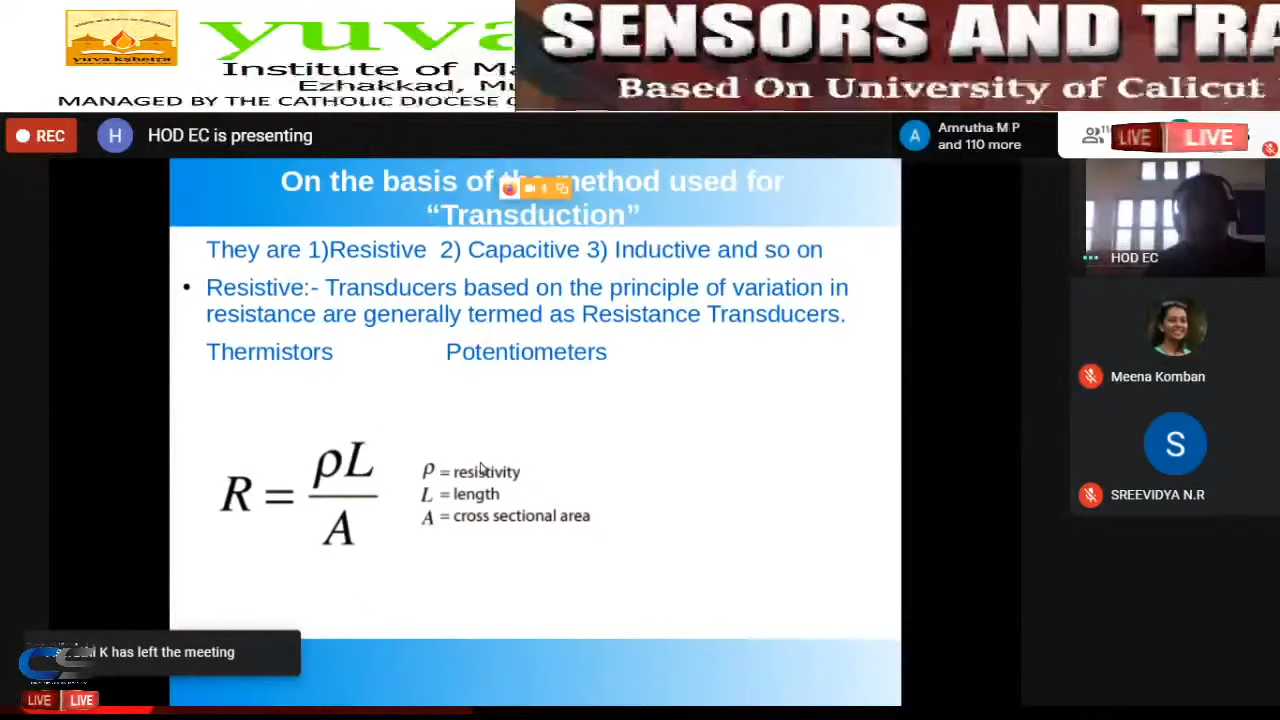 yuva kshetra
yuva
Institute of Ma
Ezhakkad, Mu
MANAGED BY THE CATHOLIC DIOCESE O
SENSORS AND TRA
Based On University of Calicut
REC
H
HOD EC is presenting
A
Amrutha M P
and 110 more
LIVE LIVE
On the basis of the method used for
“Transduction”
They are 1)Resistive 2) Capacitive 3) Inductive and so on
• Resistive:- Transducers based on the principle of variation in
resistance are generally termed as Resistance Transducers.
Thermistors Potentiometers
R = ρL / A
ρ = resistivity
L = length
A = cross sectional area
HOD EC
Meena Komban
S
SREEVIDYA N.R
K has left the meeting
CS
LIVE LIVE